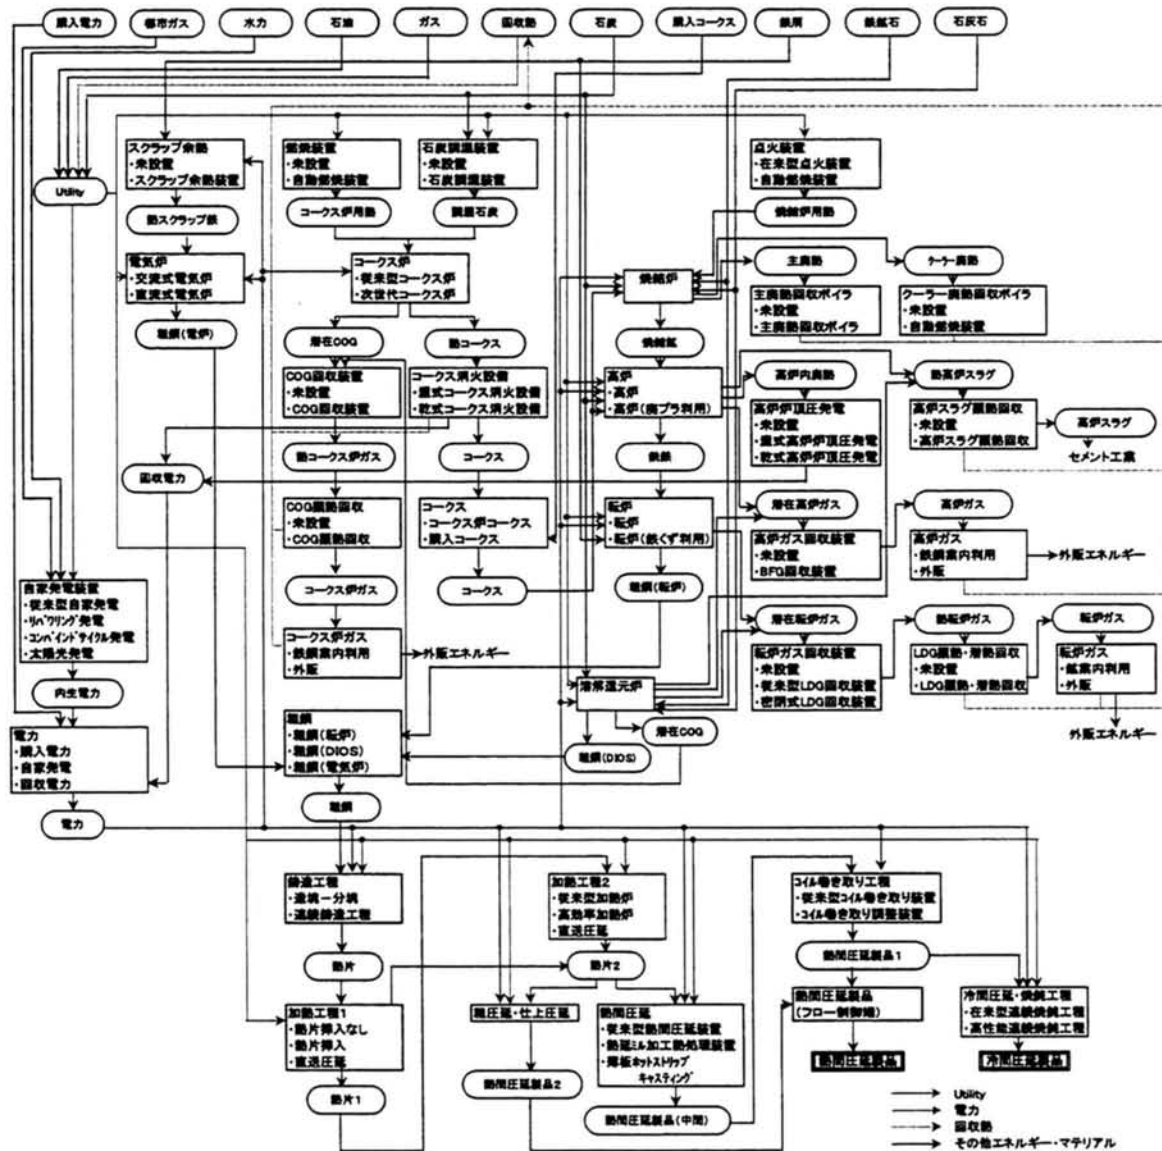 購入電力
都市ガス
水力
石油
ガス
回収熱
石炭
購入コークス
鉄屑
鉄鉱石
石灰石
スクラップ余熱
・未設置
・スクラップ余熱装置
燃焼装置
・未設置
・自動燃焼装置
石炭調湿装置
・未設置
・石炭調湿装置
点火装置
・在来型点火装置
・自動燃焼装置
Utility
熱スクラップ鉄
コークス炉用熱
調湿石炭
焼結炉用熱
電気炉
・交流式電気炉
・直流式電気炉
コークス炉
・従来型コークス炉
・次世代コークス炉
焼結炉
主廃熱
クーラー廃熱
主廃熱回収ボイラ
・未設置
・主廃熱回収ボイラ
クーラー廃熱回収ボイラ
・未設置
・自動燃焼装置
粗鋼(電炉)
潜在COG
熱コークス
焼結鉱
COG回収装置
・未設置
・COG回収装置
コークス消火設備
・湿式コークス消火設備
・乾式コークス消火設備
高炉
・高炉
・高炉(廃プラ利用)
高炉内廃熱
熱高炉スラグ
高炉炉頂圧発電
・未設置
・湿式高炉炉頂圧発電
・乾式高炉炉頂圧発電
高炉スラグ顕熱回収
・未設置
・高炉スラグ顕熱回収
高炉スラグ
セメント工業
回収電力
熱コークス炉ガス
コークス
銑鉄
COG顕熱回収
・未設置
・COG顕熱回収
コークス
・コークス炉コークス
・購入コークス
転炉
・転炉
・転炉(鉄くず利用)
潜在高炉ガス
高炉ガス
高炉ガス回収装置
・未設置
・BFG回収装置
高炉ガス
・鉄鋼案内利用
・外販
外販エネルギー
自家発電装置
・従来型自家発電
・リパワリング発電
・コンバインドサイクル発電
・太陽光発電
コークス炉ガス
コークス
粗鋼(転炉)
コークス炉ガス
・鉄鋼案内利用
・外販
外販エネルギー
潜在転炉ガス
熱転炉ガス
転炉ガス
転炉ガス回収装置
・未設置
・従来型LDG回収装置
・密閉式LDG回収装置
LDG顕熱・潜熱回収
・未設置
・LDG顕熱・潜熱回収
転炉ガス
・鉱案内利用
・外販
外販エネルギー
内生電力
溶解還元炉
電力
・購入電力
・自家発電
・回収電力
粗鋼
・粗鋼(転炉)
・粗鋼(DIOS)
・粗鋼(電気炉)
潜在COG
粗鋼(DIOS)
粗鋼
電力
鋳造工程
・造塊－分塊
・連続鋳造工程
加熱工程2
・従来型加熱炉
・高効率加熱炉
・直送圧延
コイル巻き取り工程
・従来型コイル巻き取り装置
・コイル巻き取り調整装置
熱片
熱片2
熱間圧延製品1
加熱工程1
・熱片挿入なし
・熱片挿入
・直送圧延
粗圧延・仕上圧延
熱間圧延
・従来型熱間圧延装置
・熱延ミル加工熱処理装置
・薄板ホットストリップ
キャスティング
熱間圧延製品
(フロー制御端)
冷間圧延・焼鈍工程
・在来型連続焼鈍工程
・高性能連続焼鈍工程
熱間圧延製品
冷間圧延製品
熱片1
熱間圧延製品2
熱間圧延製品(中間)
Utility
電力
回収熱
その他エネルギー・マテリアル